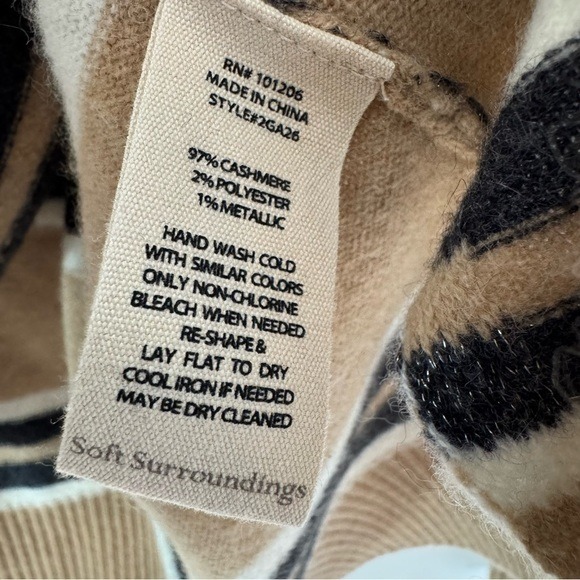 RN# 101206
MADE IN CHINA
STYLE#2GA26
97% CASHMERE
2% POLYESTER
1% METALLIC
HAND WASH COLD
WITH SIMILAR COLORS
ONLY NON-CHLORINE
BLEACH WHEN NEEDED
RE-SHAPE &
LAY FLAT TO DRY
COOL IRON IF NEEDED
MAY BE DRY CLEANED
Soft Surroundings